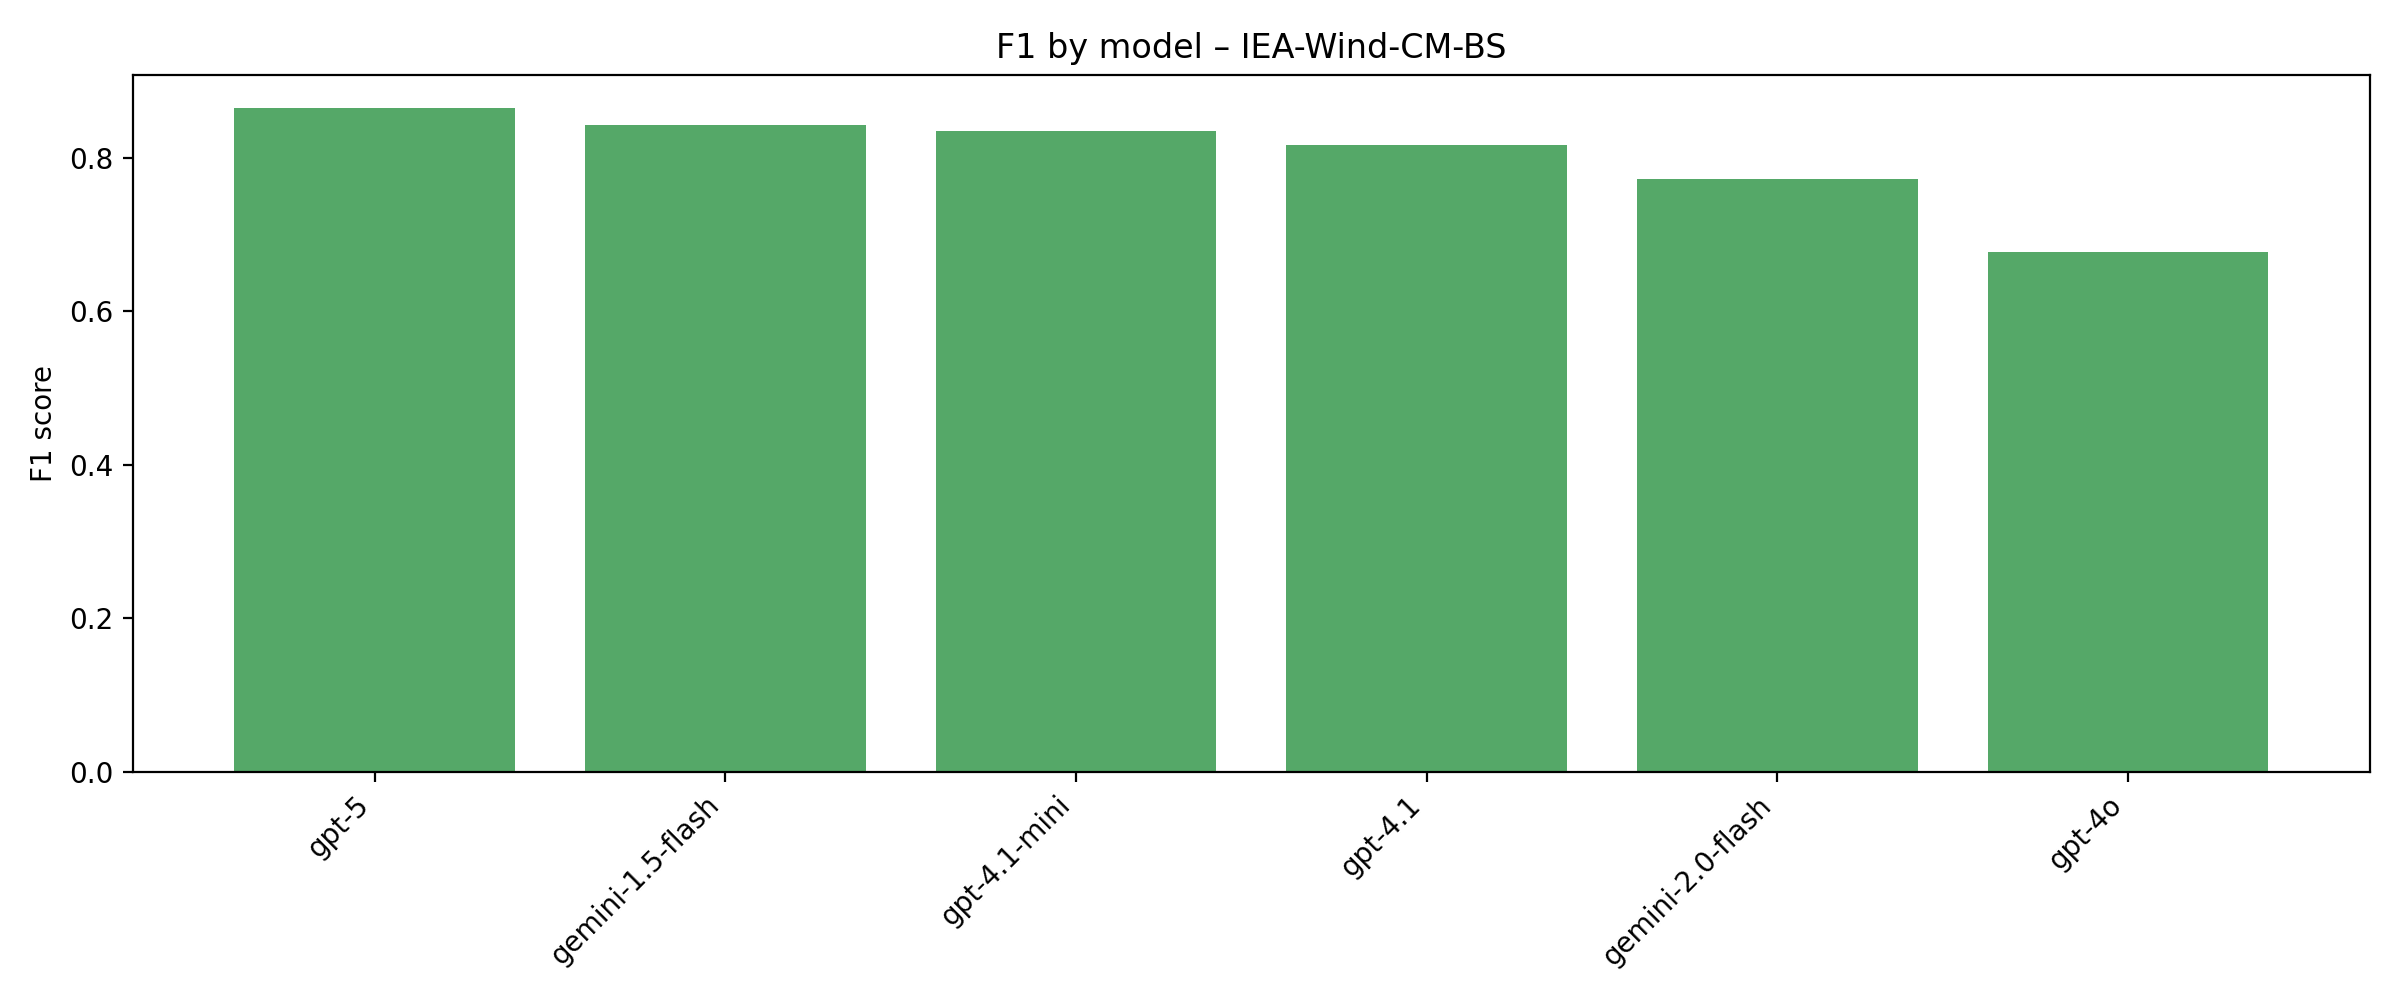 F1 by model – IEA-Wind-CM-BS
F1 score
0.8
0.6
0.4
0.2
0.0
gpt-5
gemini-1.5-flash
gpt-4.1-mini
gpt-4.1
gemini-2.0-flash
gpt-4o